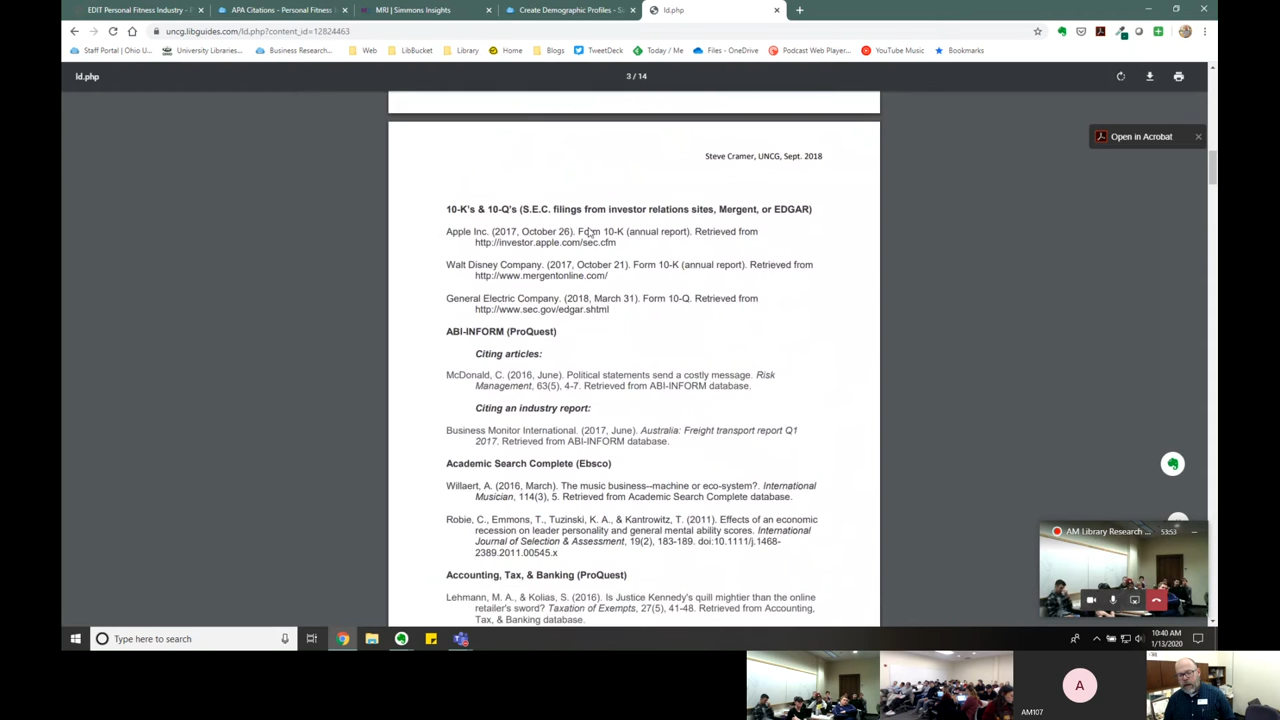 EDIT Personal Fitness Industry - P
APA Citations - Personal Fitness I
MRI | Simmons Insights
Create Demographic Profiles - Si
ld.php
uncg.libguides.com/ld.php?content_id=12824463
Staff Portal | Ohio U...
University Libraries...
Business Research...
Web
LibBucket
Library
Home
Blogs
TweetDeck
Today / Me
Files - OneDrive
Podcast Web Player...
YouTube Music
Bookmarks
ld.php
3 / 14
Open in Acrobat
Steve Cramer, UNCG, Sept. 2018
10-K's & 10-Q's (S.E.C. filings from investor relations sites, Mergent, or EDGAR)
Apple Inc. (2017, October 26). Form 10-K (annual report). Retrieved from
http://investor.apple.com/sec.cfm
Walt Disney Company. (2017, October 21). Form 10-K (annual report). Retrieved from
http://www.mergentonline.com/
General Electric Company. (2018, March 31). Form 10-Q. Retrieved from
http://www.sec.gov/edgar.shtml
ABI-INFORM (ProQuest)
Citing articles:
McDonald, C. (2016, June). Political statements send a costly message. Risk
Management, 63(5), 4-7. Retrieved from ABI-INFORM database.
Citing an industry report:
Business Monitor International. (2017, June). Australia: Freight transport report Q1
2017. Retrieved from ABI-INFORM database.
Academic Search Complete (Ebsco)
Willaert, A. (2016, March). The music business--machine or eco-system?. International
Musician, 114(3), 5. Retrieved from Academic Search Complete database.
Robie, C., Emmons, T., Tuzinski, K. A., & Kantrowitz, T. (2011). Effects of an economic
recession on leader personality and general mental ability scores. International
Journal of Selection & Assessment, 19(2), 183-189. doi:10.1111/j.1468-
2389.2011.00545.x
Accounting, Tax, & Banking (ProQuest)
Lehmann, M. A., & Kolias, S. (2016). Is Justice Kennedy's quill mightier than the online
retailer's sword? Taxation of Exempts, 27(5), 41-48. Retrieved from Accounting,
Tax, & Banking database.
AM Library Research ...
53:53
Type here to search
10:40 AM
1/13/2020
A
AM107